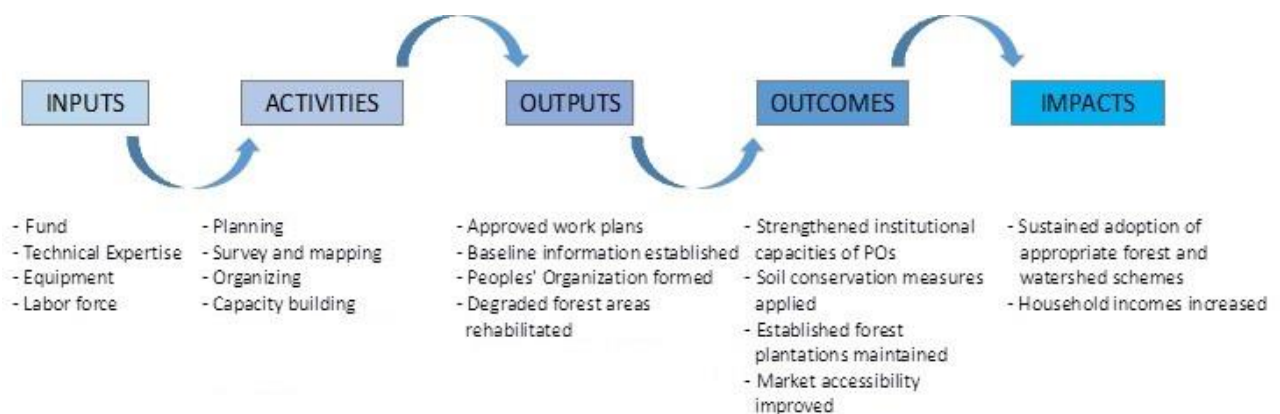 INPUTS
ACTIVITIES
OUTPUTS
OUTCOMES
IMPACTS
- Fund
- Technical Expertise
- Equipment
- Labor force
- Planning
- Survey and mapping
- Organizing
- Capacity building
- Approved work plans
- Baseline information established
- Peoples' Organization formed
- Degraded forest areas
rehabilitated
- Strengthened institutional
capacities of POs
- Soil conservation measures
applied
- Established forest
plantations maintained
- Market accessibility
improved
- Sustained adoption of
appropriate forest and
watershed schemes
- Household incomes increased